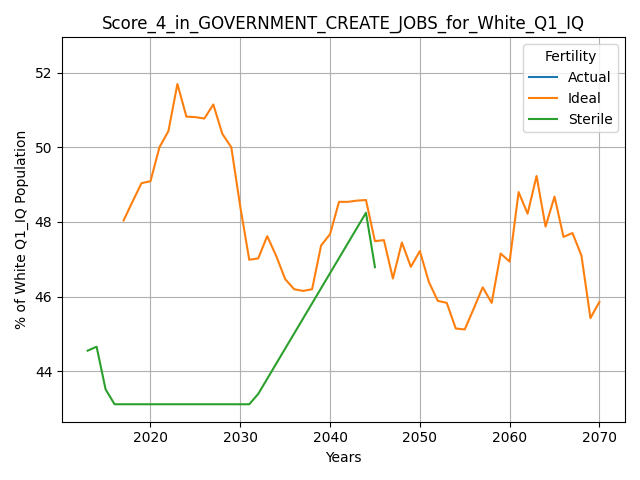 Score_4_in_GOVERNMENT_CREATE_JOBS_for_White_Q1_IQ
Fertility
Actual
Ideal
Sterile
% of White Q1_IQ Population
52
50
48
46
44
2020
2030
2040
2050
2060
2070
Years